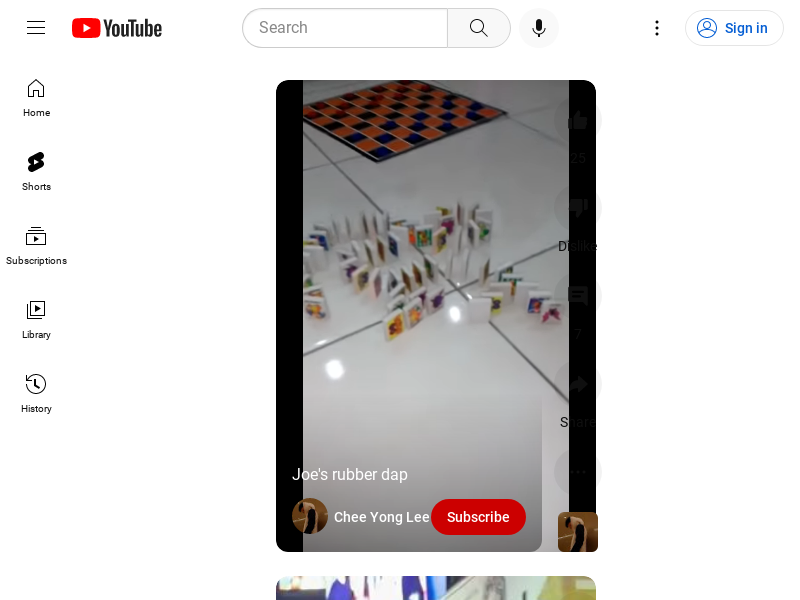 YouTube
Search
Sign in
Home
Shorts
Subscriptions
Library
History
25
Dislike
7
Share
Joe's rubber dap
Chee Yong Lee
Subscribe